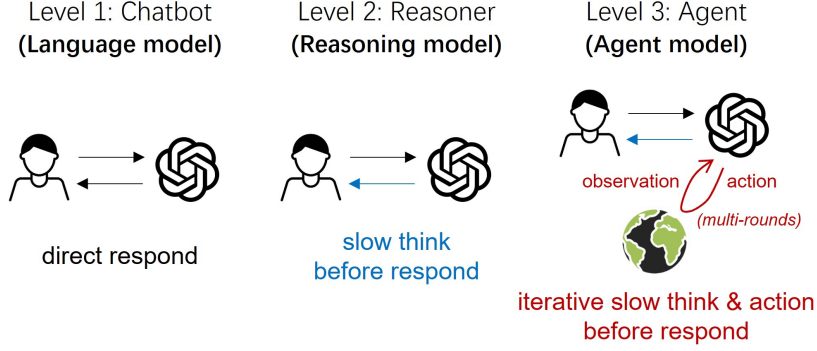 Level 1: Chatbot
(Language model)
direct respond
Level 2: Reasoner
(Reasoning model)
slow think
before respond
Level 3: Agent
(Agent model)
observation
action
(multi-rounds)
iterative slow think & action
before respond